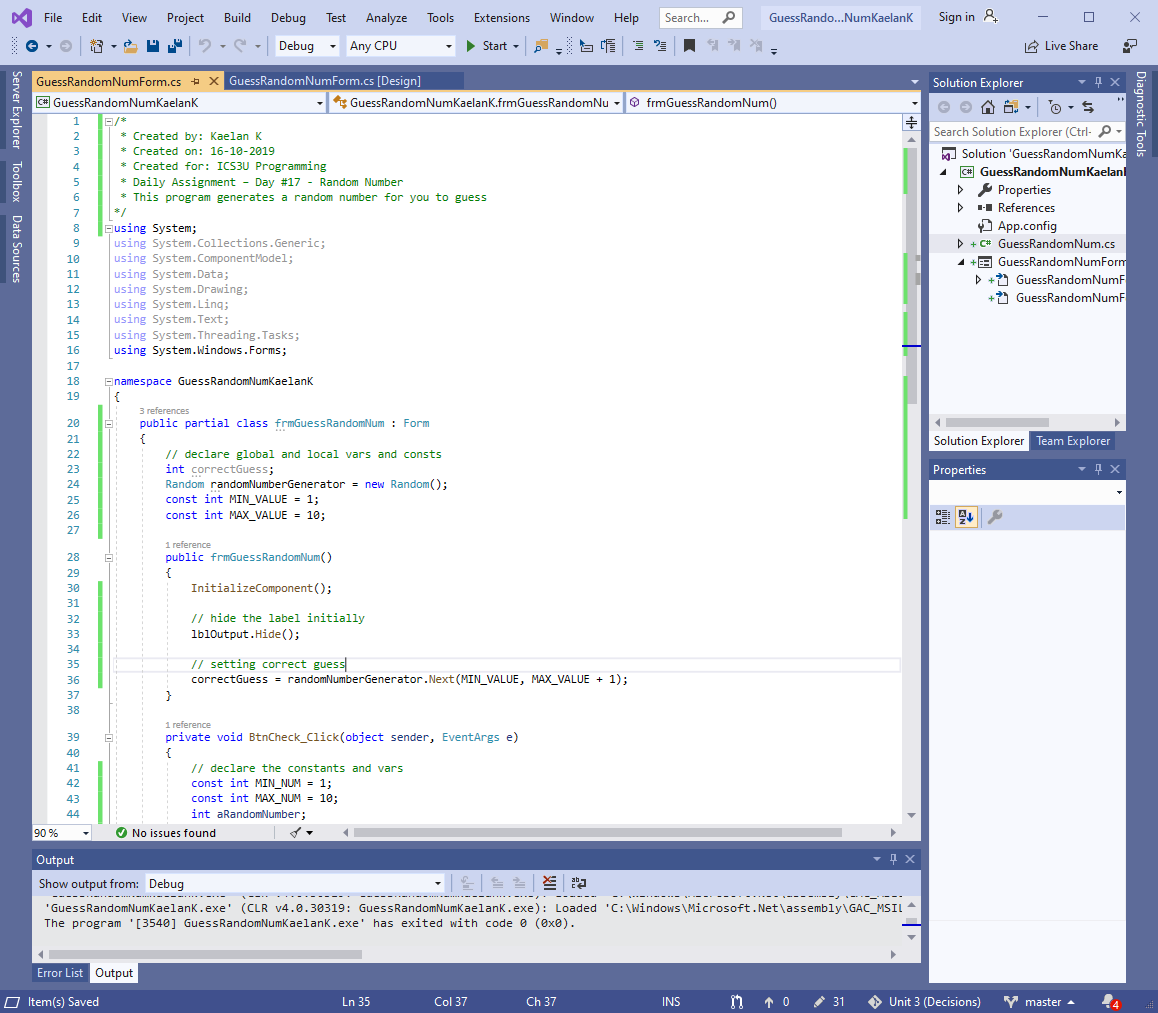 File Edit View Project Build Debug Test Analyze Tools Extensions Window Help Search... GuessRando...NumKaelanK Sign in
Debug Any CPU Start Live Share
Server Explorer
Toolbox
Data Sources
GuessRandomNumForm.cs GuessRandomNumForm.cs [Design]
GuessRandomNumKaelanK GuessRandomNumKaelanK.frmGuessRandomNu frmGuessRandomNum()
1 /*
2 * Created by: Kaelan K
3 * Created on: 16-10-2019
4 * Created for: ICS3U Programming
5 * Daily Assignment – Day #17 - Random Number
6 * This program generates a random number for you to guess
7 */
8 using System;
9 using System.Collections.Generic;
10 using System.ComponentModel;
11 using System.Data;
12 using System.Drawing;
13 using System.Linq;
14 using System.Text;
15 using System.Threading.Tasks;
16 using System.Windows.Forms;
17
18 namespace GuessRandomNumKaelanK
19 {
3 references
20 public partial class frmGuessRandomNum : Form
21 {
22 // declare global and local vars and consts
23 int correctGuess;
24 Random randomNumberGenerator = new Random();
25 const int MIN_VALUE = 1;
26 const int MAX_VALUE = 10;
27
1 reference
28 public frmGuessRandomNum()
29 {
30 InitializeComponent();
31
32 // hide the label initially
33 lblOutput.Hide();
34
35 // setting correct guess
36 correctGuess = randomNumberGenerator.Next(MIN_VALUE, MAX_VALUE + 1);
37 }
38
1 reference
39 private void BtnCheck_Click(object sender, EventArgs e)
40 {
41 // declare the constants and vars
42 const int MIN_NUM = 1;
43 const int MAX_NUM = 10;
44 int aRandomNumber;
90 % No issues found
Output
Show output from: Debug
'GuessRandomNumKaelanK.exe' (CLR v4.0.30319: GuessRandomNumKaelanK.exe): Loaded 'C:\Windows\Microsoft.Net\assembly\GAC_MSIL
The program '[3540] GuessRandomNumKaelanK.exe' has exited with code 0 (0x0).
Error List Output
Solution Explorer
Search Solution Explorer (Ctrl-
Solution 'GuessRandomNumKa
C# GuessRandomNumKaelanK
Properties
References
App.config
C# GuessRandomNum.cs
GuessRandomNumForm
GuessRandomNumF
GuessRandomNumF
Solution Explorer Team Explorer
Properties
Diagnostic Tools
Item(s) Saved Ln 35 Col 37 Ch 37 INS 0 31 Unit 3 (Decisions) master 4